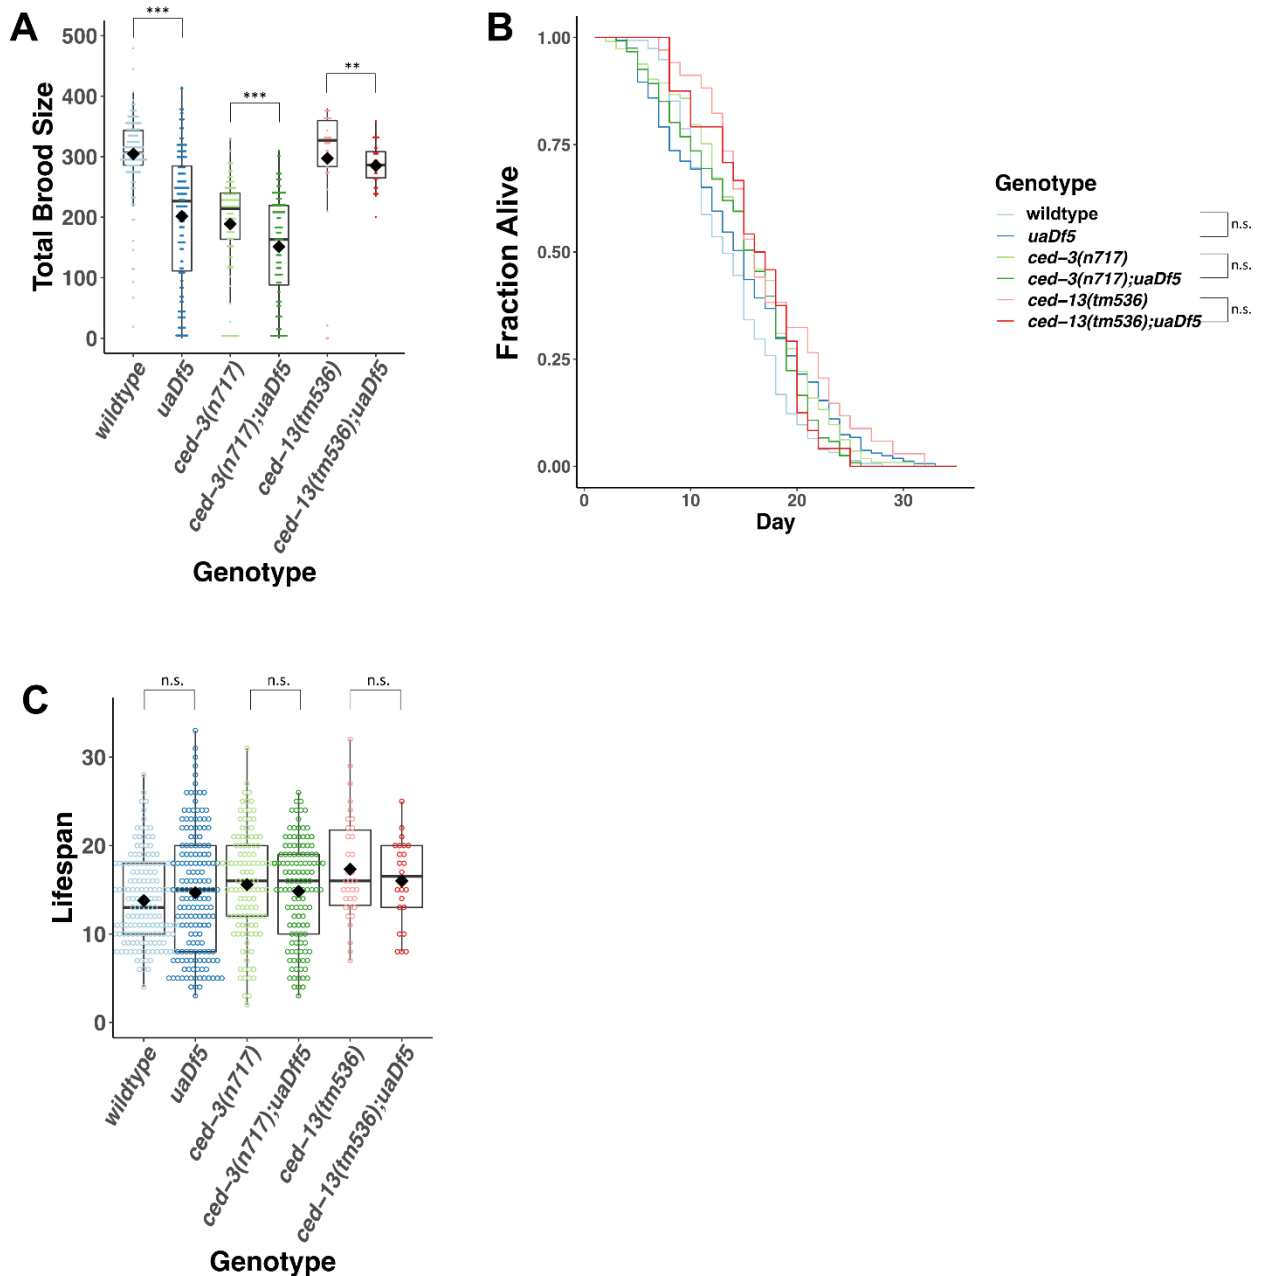 A
***
***
**
500
400
300
200
100
0
Total Brood Size
wildtype
uaDf5
ced−3(n717)
ced−3(n717);uaDf5
ced−13(tm536)
ced−13(tm536);uaDf5
Genotype
B
1.00
0.75
0.50
0.25
0.00
Fraction Alive
0
10
20
30
Day
Genotype
wildtype
uaDf5
n.s.
ced−3(n717)
ced−3(n717);uaDf5
n.s.
ced−13(tm536)
ced−13(tm536);uaDf5
n.s.
C
n.s.
n.s.
n.s.
30
20
10
0
Lifespan
wildtype
uaDf5
ced−3(n717)
ced−3(n717);uaDff5
ced−13(tm536)
ced−13(tm536);uaDf5
Genotype